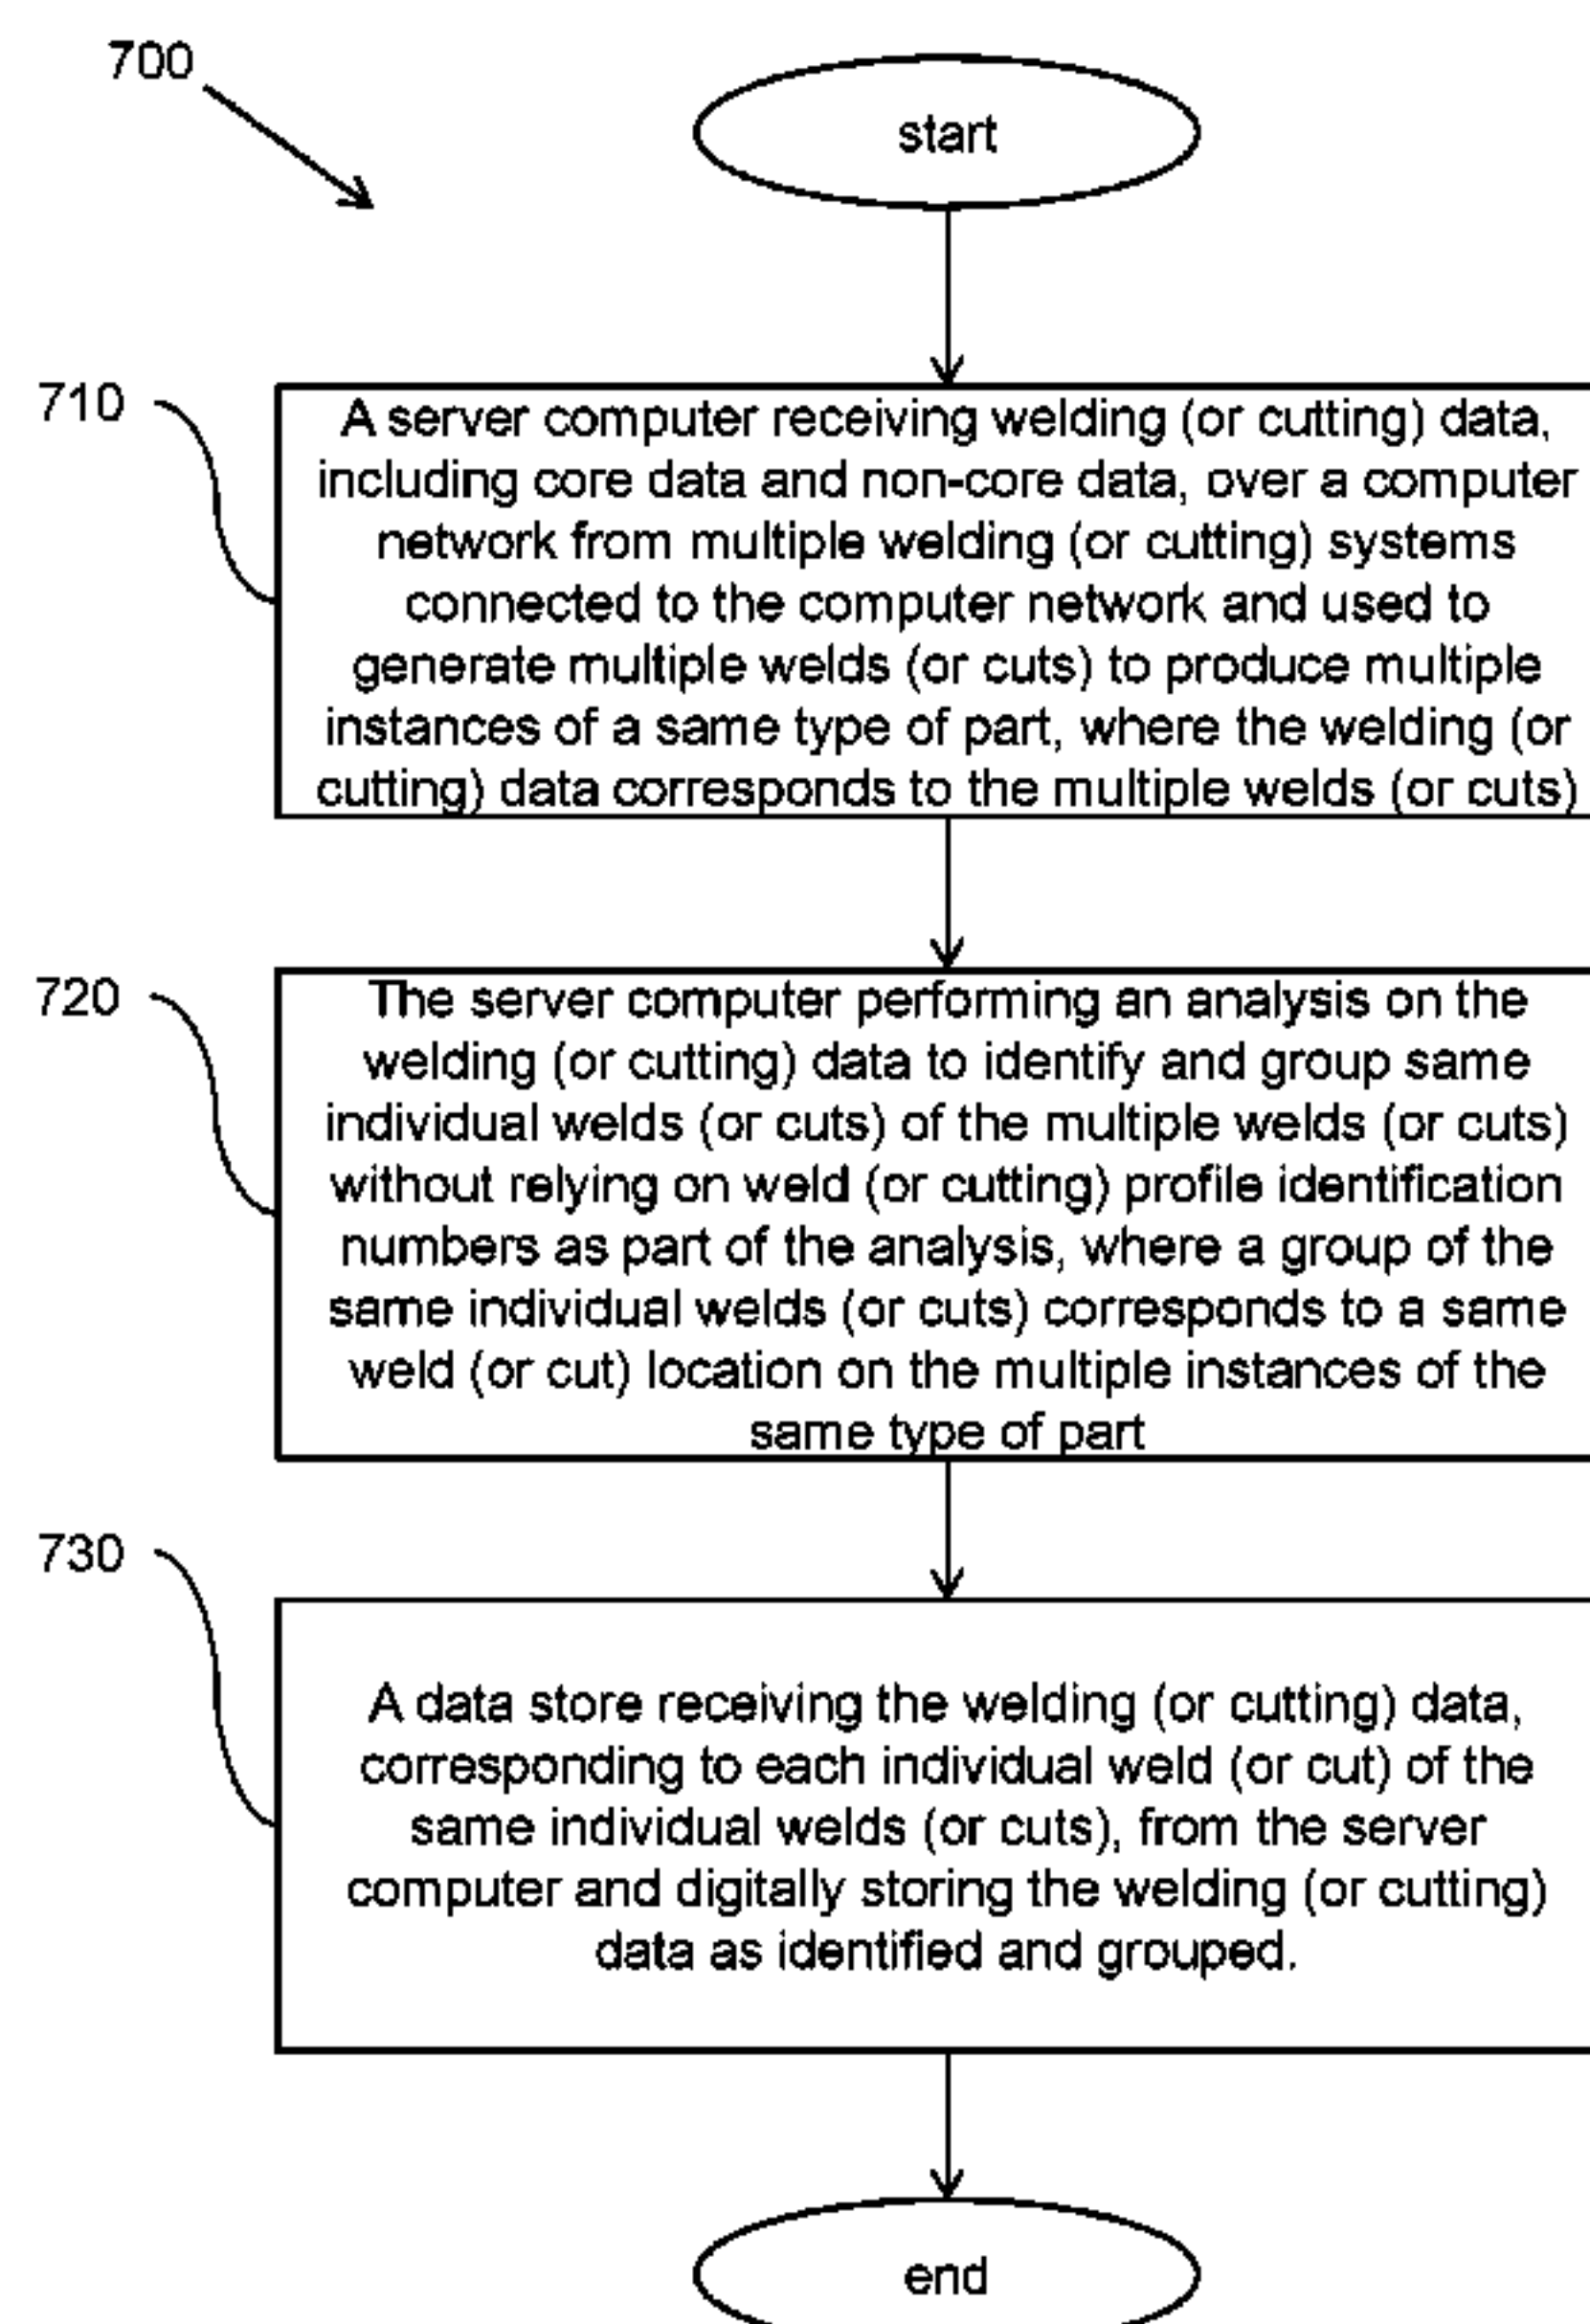 700
start
710
A server computer receiving welding (or cutting) data,
including core data and non-core data, over a computer
network from multiple welding (or cutting) systems
connected to the computer network and used to
generate multiple welds (or cuts) to produce multiple
instances of a same type of part, where the welding (or
cutting) data corresponds to the multiple welds (or cuts)
720
The server computer performing an analysis on the
welding (or cutting) data to identify and group same
individual welds (or cuts) of the multiple welds (or cuts)
without relying on weld (or cutting) profile identification
numbers as part of the analysis, where a group of the
same individual welds (or cuts) corresponds to a same
weld (or cut) location on the multiple instances of the
same type of part
730
A data store receiving the welding (or cutting) data,
corresponding to each individual weld (or cut) of the
same individual welds (or cuts), from the server
computer and digitally storing the welding (or cutting)
data as identified and grouped.
end